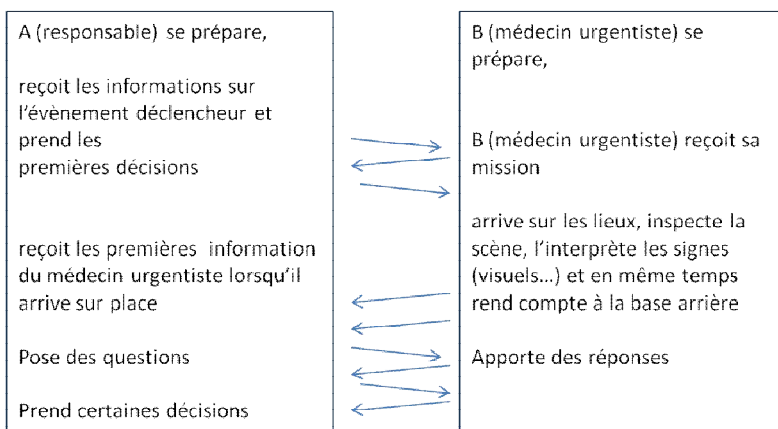 A (responsable) se prépare,
reçoit les informations sur
l'évènement déclencheur et
prend les
premières décisions
reçoit les premières information
du médecin urgentiste lorsqu'il
arrive sur place
Pose des questions
Prend certaines décisions
B (médecin urgentiste) se
prépare,
B (médecin urgentiste) reçoit sa
mission
arrive sur les lieux, inspecte la
scène, l'interprète les signes
(visuels...) et en même temps
rend compte à la base arrière
Apporte des réponses